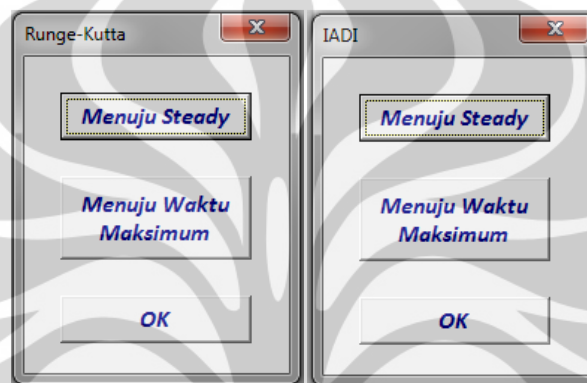 Runge-Kutta
Menuju Steady
Menuju Waktu
Maksimum
OK
IADI
Menuju Steady
Menuju Waktu
Maksimum
OK